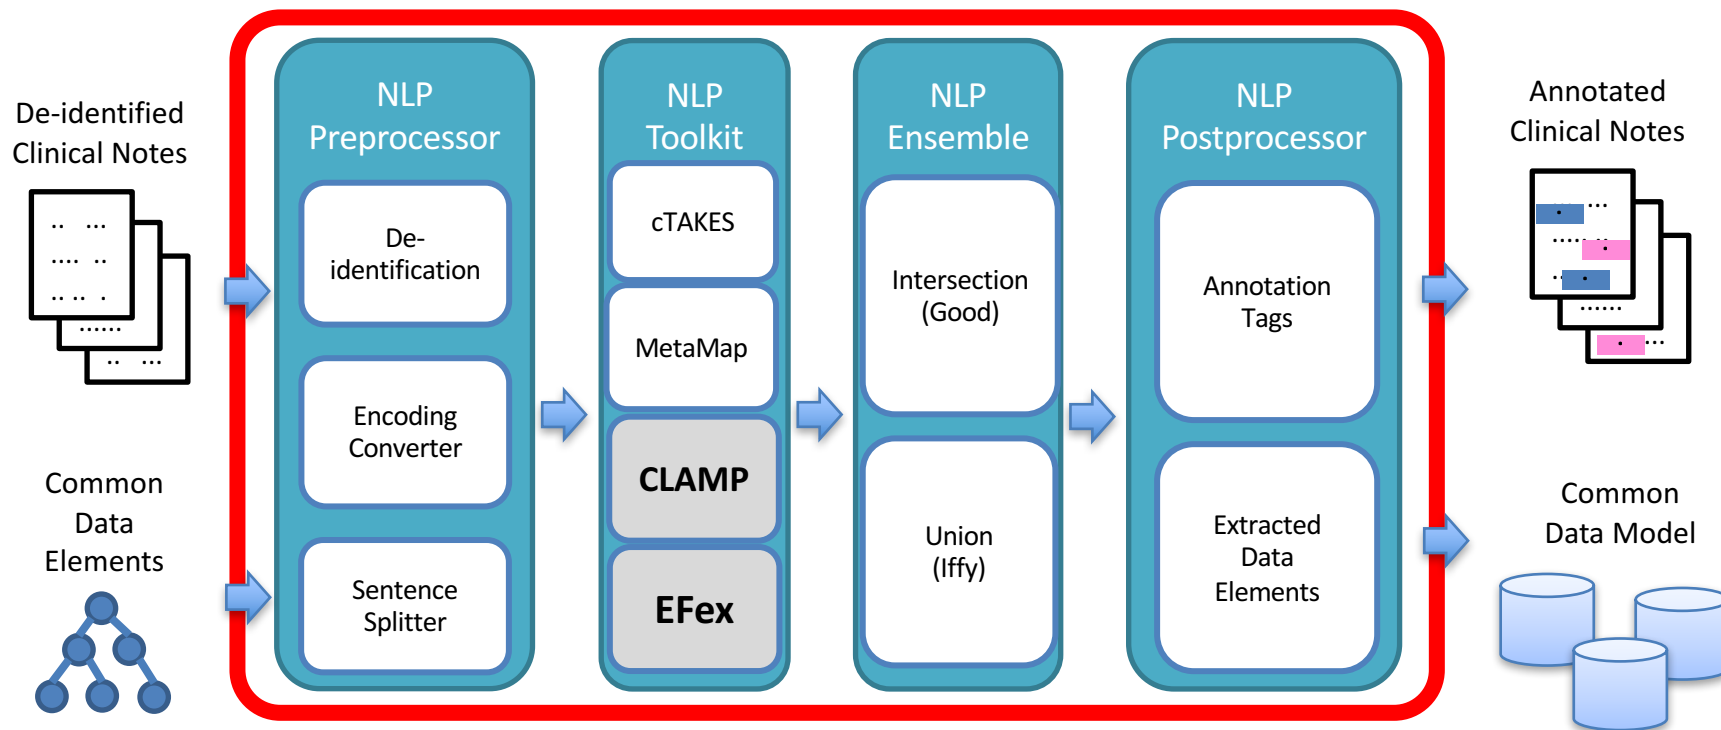 De-identified
Clinical Notes
Common
Data
Elements
NLP
Preprocessor
De-
identification
Encoding
Converter
Sentence
Splitter
NLP
Toolkit
cTAKES
MetaMap
CLAMP
EFex
NLP
Ensemble
Intersection
(Good)
Union
(Iffy)
NLP
Postprocessor
Annotation
Tags
Extracted
Data
Elements
Annotated
Clinical Notes
Common
Data Model